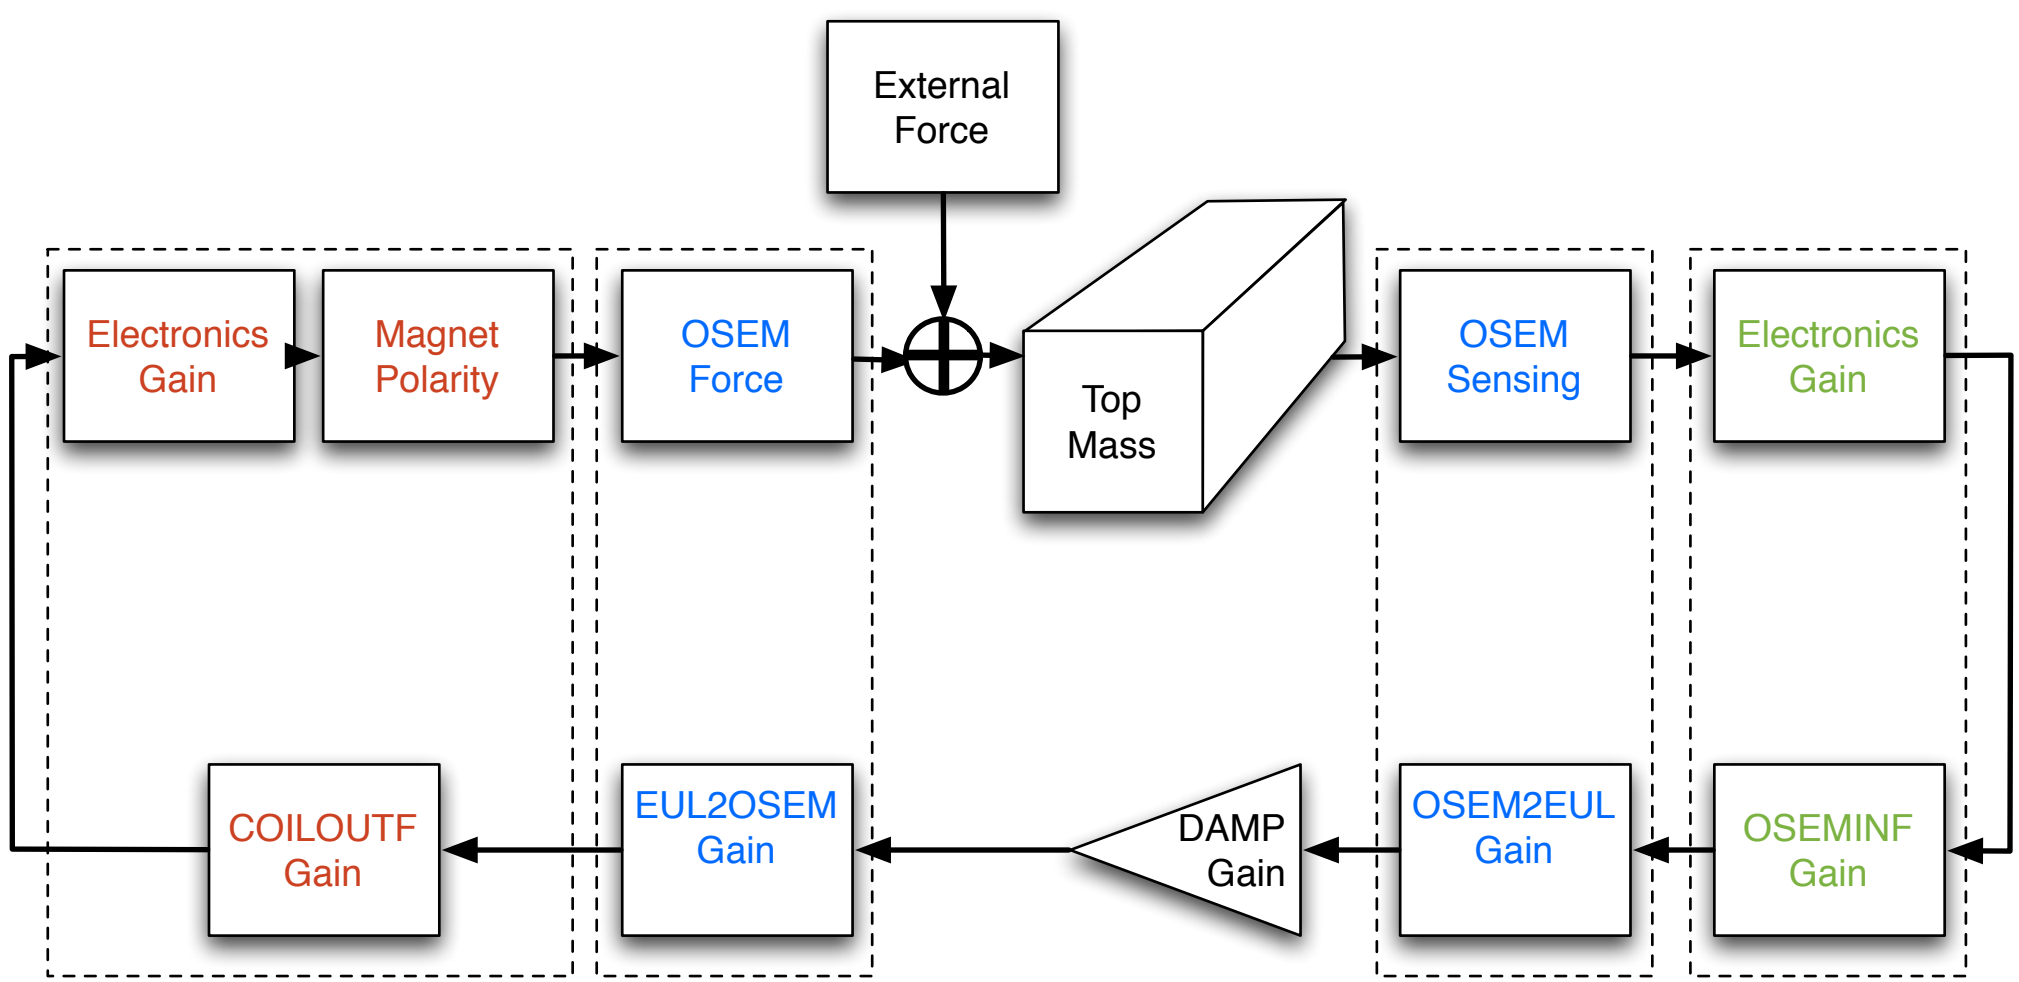 External
Force
Electronics
Gain
Magnet
Polarity
OSEM
Force
Top
Mass
OSEM
Sensing
Electronics
Gain
COILOUTF
Gain
EUL2OSEM
Gain
DAMP
Gain
OSEM2EUL
Gain
OSEMINF
Gain